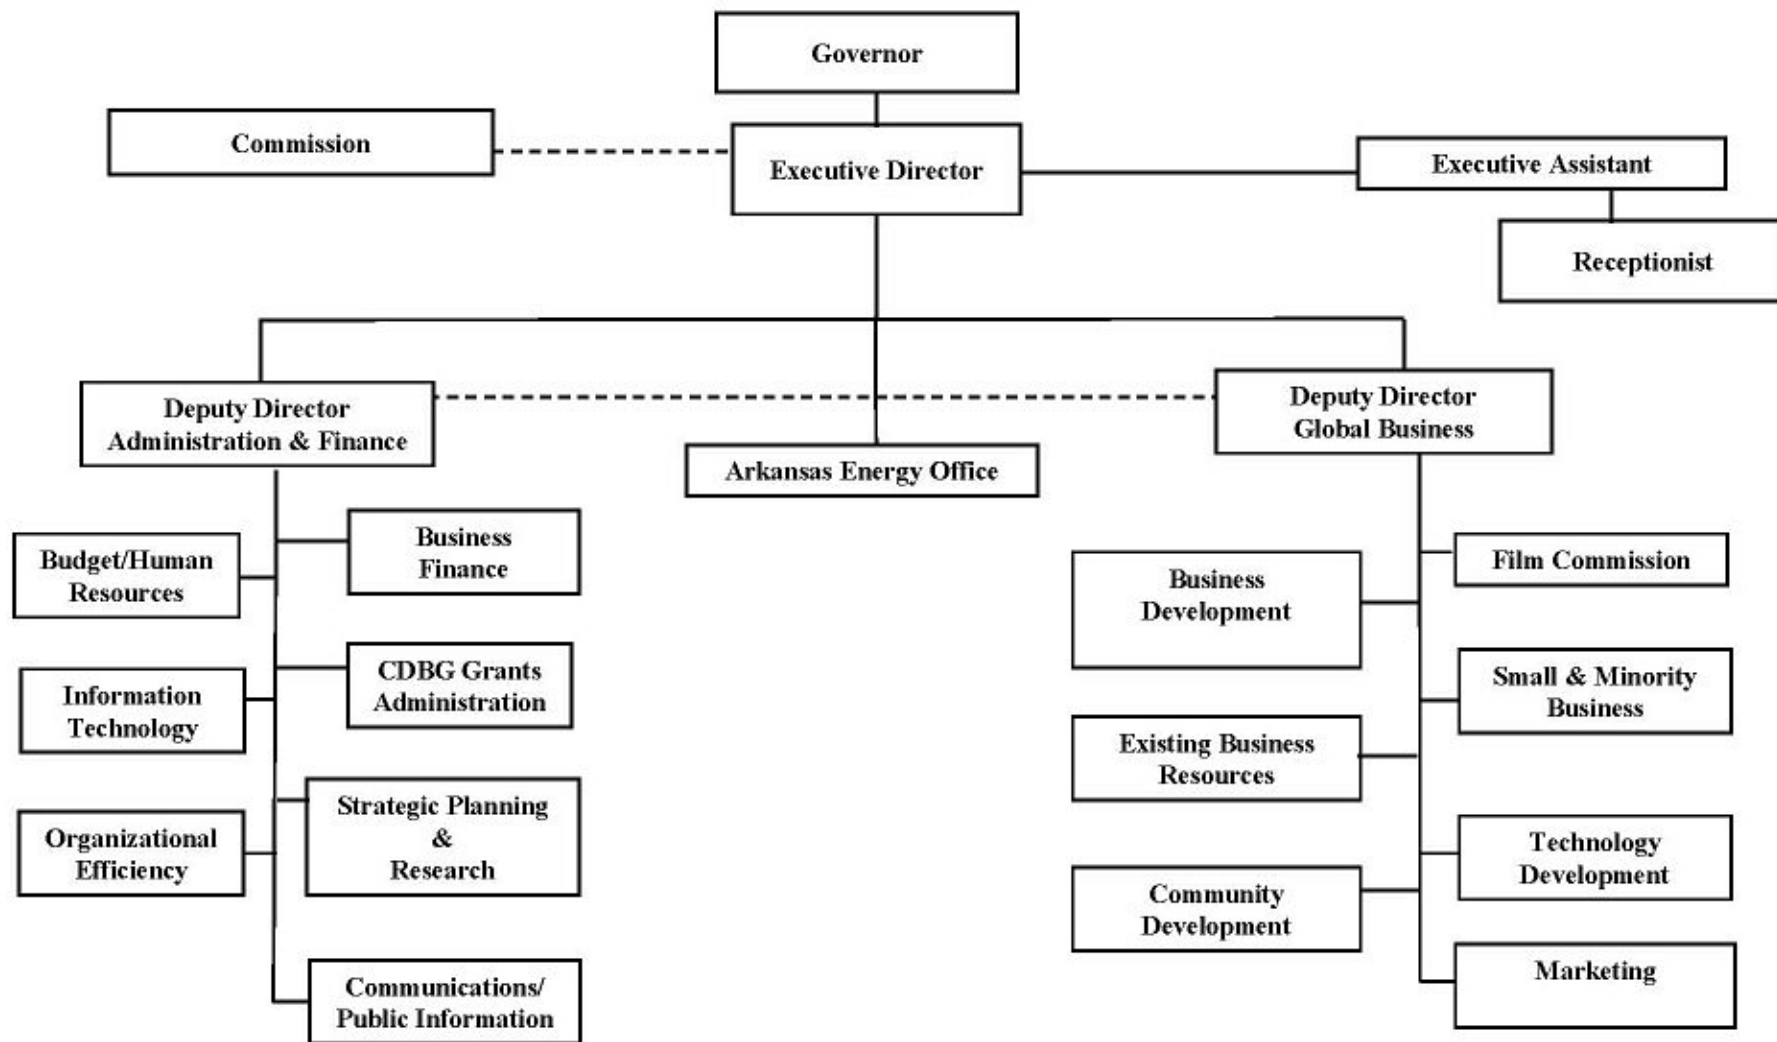 Governor
Commission
Executive Director
Executive Assistant
Receptionist
Deputy Director
Administration & Finance
Deputy Director
Global Business
Arkansas Energy Office
Budget/Human
Resources
Business
Finance
Information
Technology
CDBG Grants
Administration
Organizational
Efficiency
Strategic Planning
&
Research
Communications/
Public Information
Business
Development
Film Commission
Existing Business
Resources
Small & Minority
Business
Community
Development
Technology
Development
Marketing